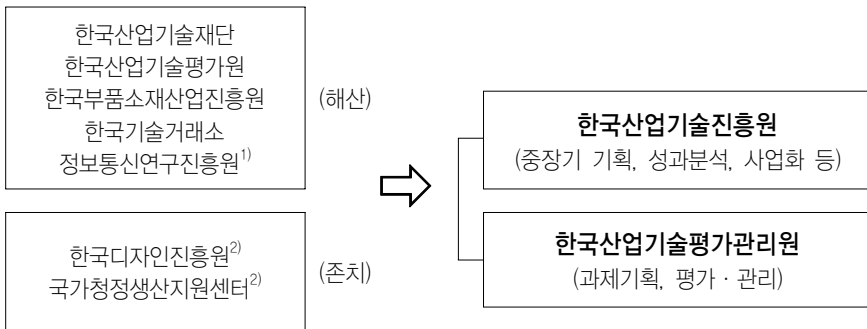 한국산업기술재단
한국산업기술평가원
한국부품소재산업진흥원
한국기술거래소
정보통신연구진흥원1)
(해산)
한국디자인진흥원2)
국가청정생산지원센터2)
(존치)
한국산업기술진흥원
(중장기 기획, 성과분석, 사업화 등)
한국산업기술평가관리원
(과제기획, 평가 · 관리)